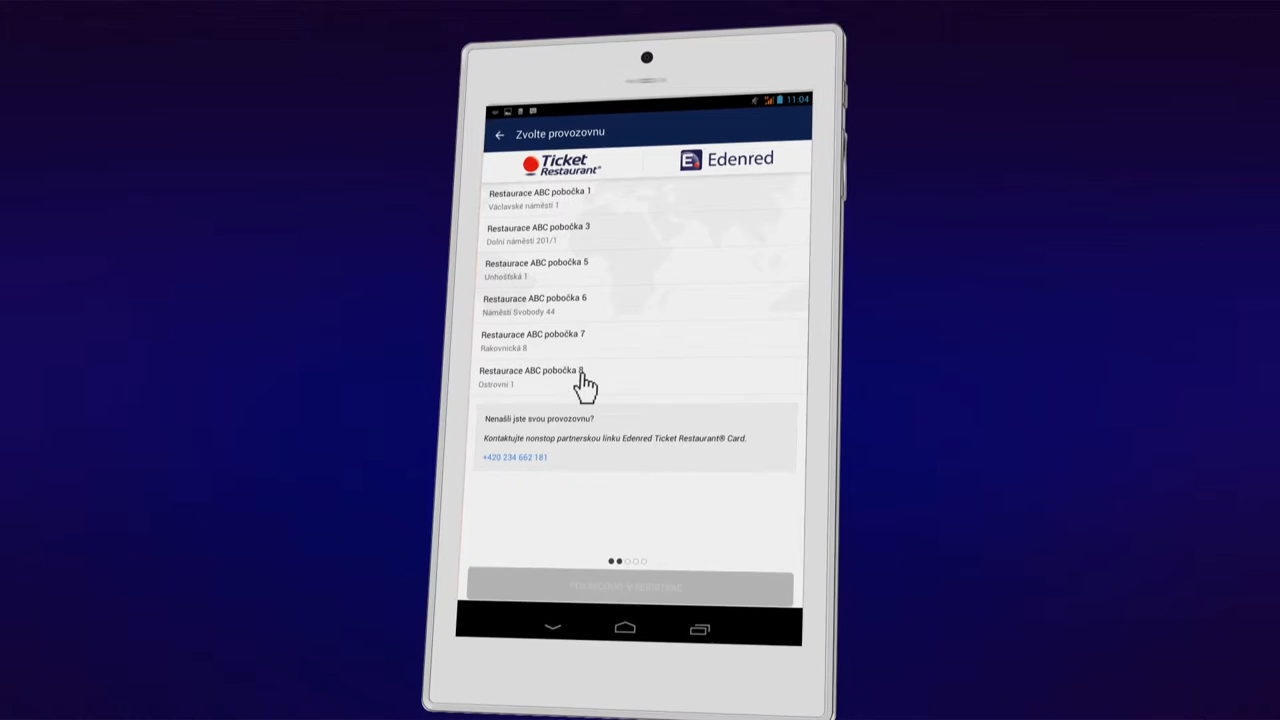 11:04
Zvolte provozovnu
Ticket
Restaurant®
Edenred
Restaurace ABC pobočka 1
Václavské náměstí 1
Restaurace ABC pobočka 3
Dolní náměstí 201/1
Restaurace ABC pobočka 5
Unhošťská 1
Restaurace ABC pobočka 6
Náměstí Svobody 44
Restaurace ABC pobočka 7
Rakovnická 8
Restaurace ABC pobočka 8
Ostrovní 1
Nenašli jste svou provozovnu?
Kontaktujte nonstop partnerskou linku Edenred Ticket Restaurant® Card.
+420 234 662 181